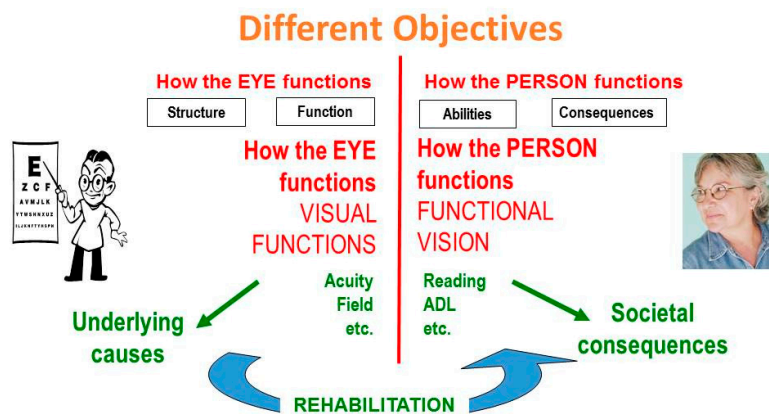 Different Objectives
How the EYE functions
How the PERSON functions
Structure
Function
Abilities
Consequences
How the EYE
functions
VISUAL
FUNCTIONS
How the PERSON
functions
FUNCTIONAL
VISION
E
Z C F
A V M J L K
Acuity
Field
etc.
Reading
ADL
etc.
Underlying
causes
Societal
consequences
REHABILITATION